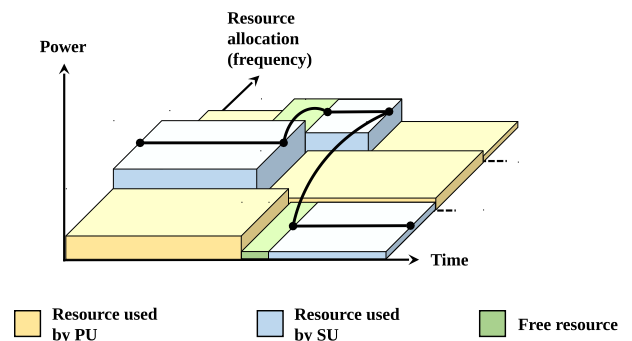 Resource
allocation
(frequency)
Power
Time
Resource used
by PU
Resource used
by SU
Free resource